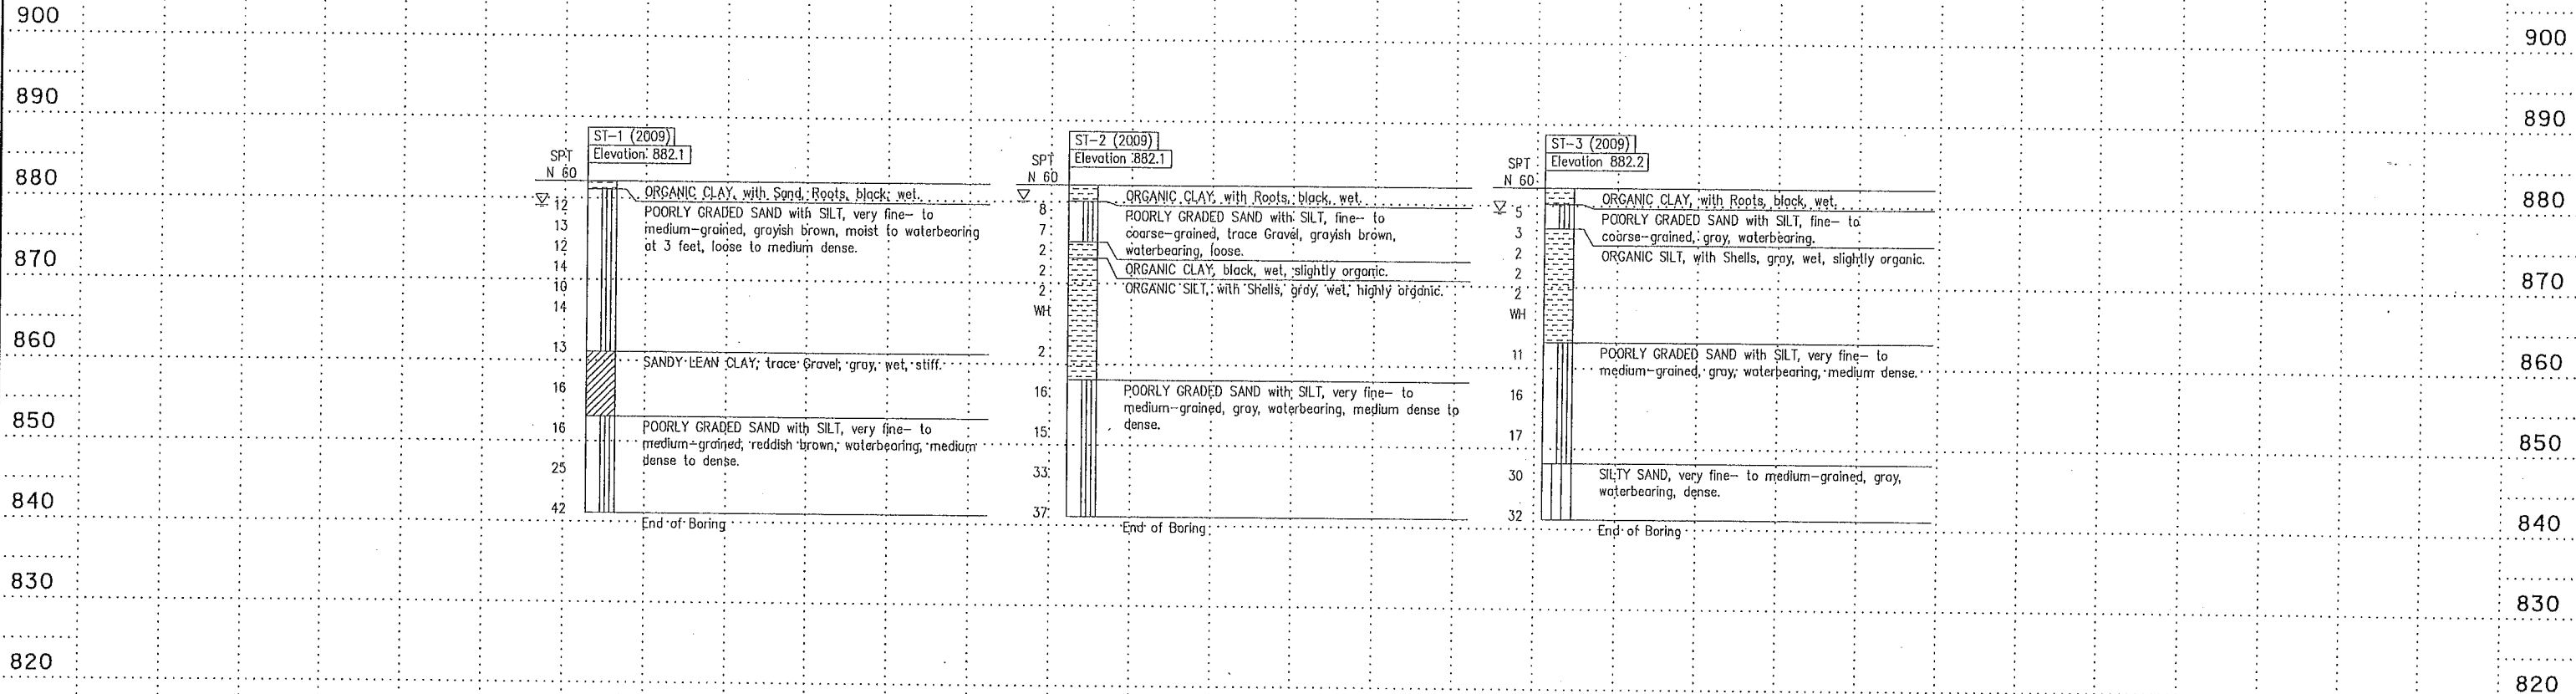 900
890
880
870
860
850
840
830
820
ST-1 (2009)
Elevation 882.1
SPT
N 60
12
13
12
14
10
14
13
16
16
25
42
ORGANIC CLAY, with Sand, Roots, black, wet.
POORLY GRADED SAND with SILT, very fine- to
medium-grained, grayish brown, moist to waterbearing
at 3 feet, loose to medium dense.
SANDY LEAN CLAY, trace Gravel, gray, wet, stiff.
POORLY GRADED SAND with SILT, very fine- to
medium-grained, reddish brown, waterbearing, medium
dense to dense.
End of Boring
ST-2 (2009)
Elevation 882.1
SPT
N 60
8
7
2
2
2
WH
2
16
15
33
37
ORGANIC CLAY, with Roots, black, wet.
POORLY GRADED SAND with SILT, fine- to
coarse-grained, trace Gravel, grayish brown,
waterbearing, loose.
ORGANIC CLAY, black, wet, slightly organic.
ORGANIC SILT, with Shells, gray, wet, highly organic.
POORLY GRADED SAND with SILT, very fine- to
medium-grained, gray, waterbearing, medium dense to
dense.
End of Boring
ST-3 (2009)
Elevation 882.2
SPT
N 60
5
3
2
2
2
WH
11
16
17
30
32
ORGANIC CLAY, with Roots, black, wet.
POORLY GRADED SAND with SILT, fine- to
coarse-grained, gray, waterbearing.
ORGANIC SILT, with Shells, gray, wet, slightly organic.
POORLY GRADED SAND with SILT, very fine- to
medium-grained, gray, waterbearing, medium dense.
SILTY SAND, very fine- to medium-grained, gray,
waterbearing, dense.
End of Boring
900
890
880
870
860
850
840
830
820